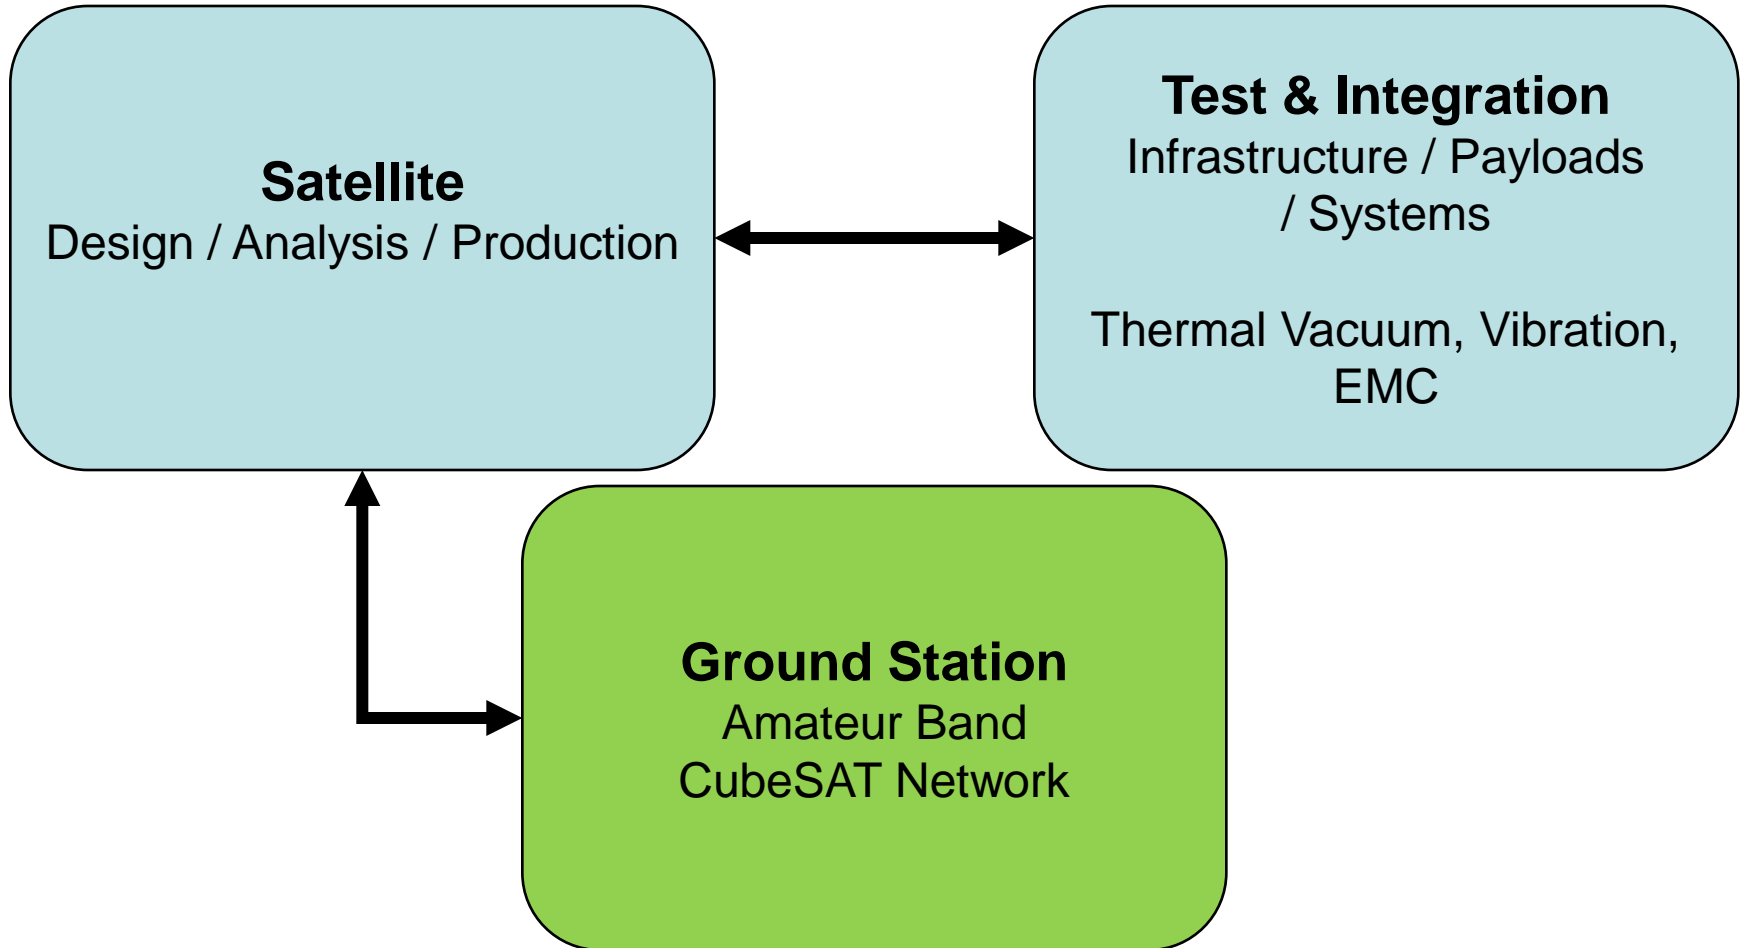 Satellite
Design / Analysis / Production
Test & Integration
Infrastructure / Payloads
/ Systems
Thermal Vacuum, Vibration,
EMC
Ground Station
Amateur Band
CubeSAT Network